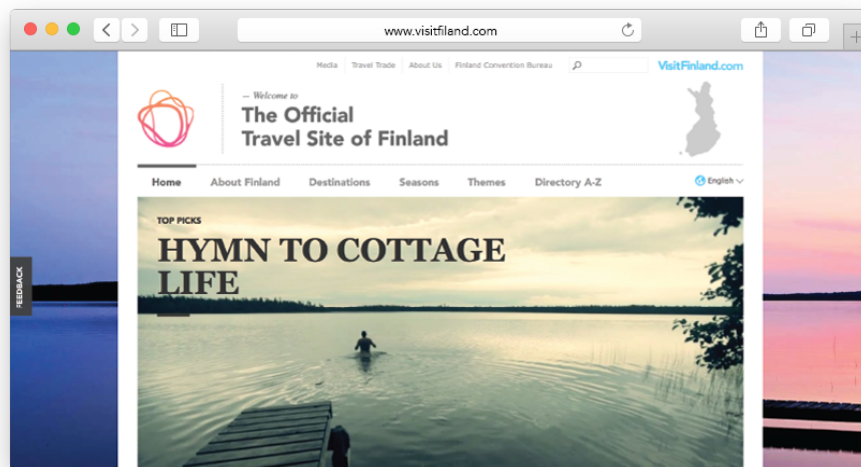 www.visitfiland.com
Media Travel Trade About Us Finland Convention Bureau
VisitFinland.com
— Welcome to
The Official
Travel Site of Finland
Home About Finland Destinations Seasons Themes Directory A-Z
English
TOP PICKS
HYMN TO COTTAGE
LIFE
FEEDBACK